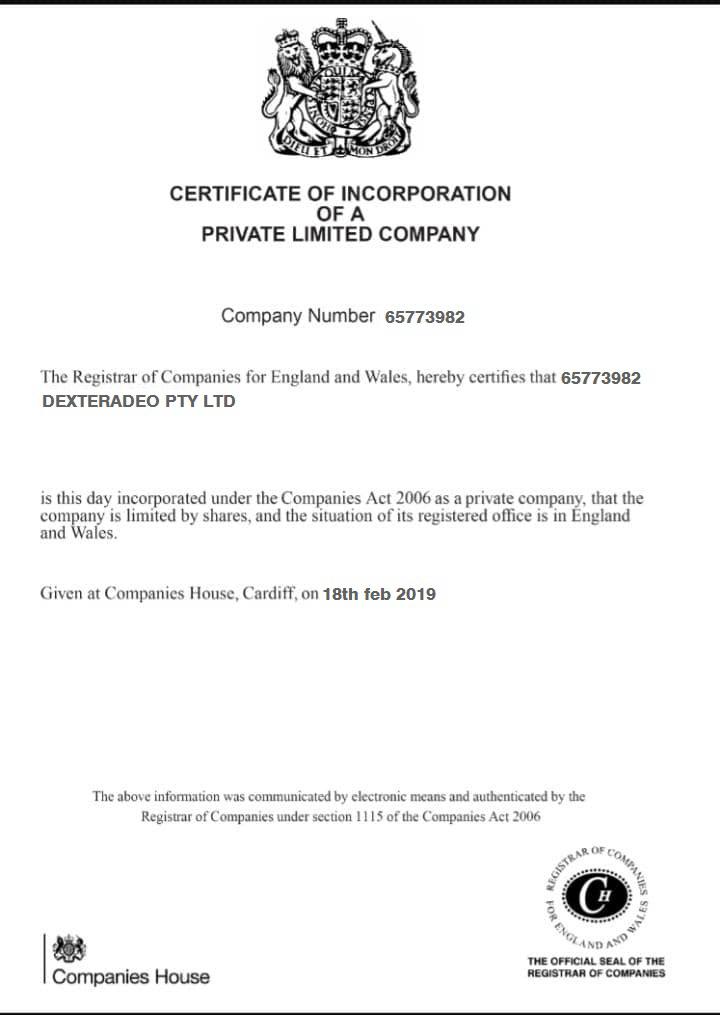 QUI
HONI
DIEU ET MON DROIT
CERTIFICATE OF INCORPORATION
OF A
PRIVATE LIMITED COMPANY
Company Number 65773982
The Registrar of Companies for England and Wales, hereby certifies that 65773982
DEXTERADEO PTY LTD
is this day incorporated under the Companies Act 2006 as a private company, that the
company is limited by shares, and the situation of its registered office is in England
and Wales.
Given at Companies House, Cardiff, on 18th feb 2019
The above information was communicated by electronic means and authenticated by the
Registrar of Companies under section 1115 of the Companies Act 2006
REGISTRAR OF COMPANIES
FOR ENGLAND AND WALES
CH
THE OFFICIAL SEAL OF THE
REGISTRAR OF COMPANIES
Companies House